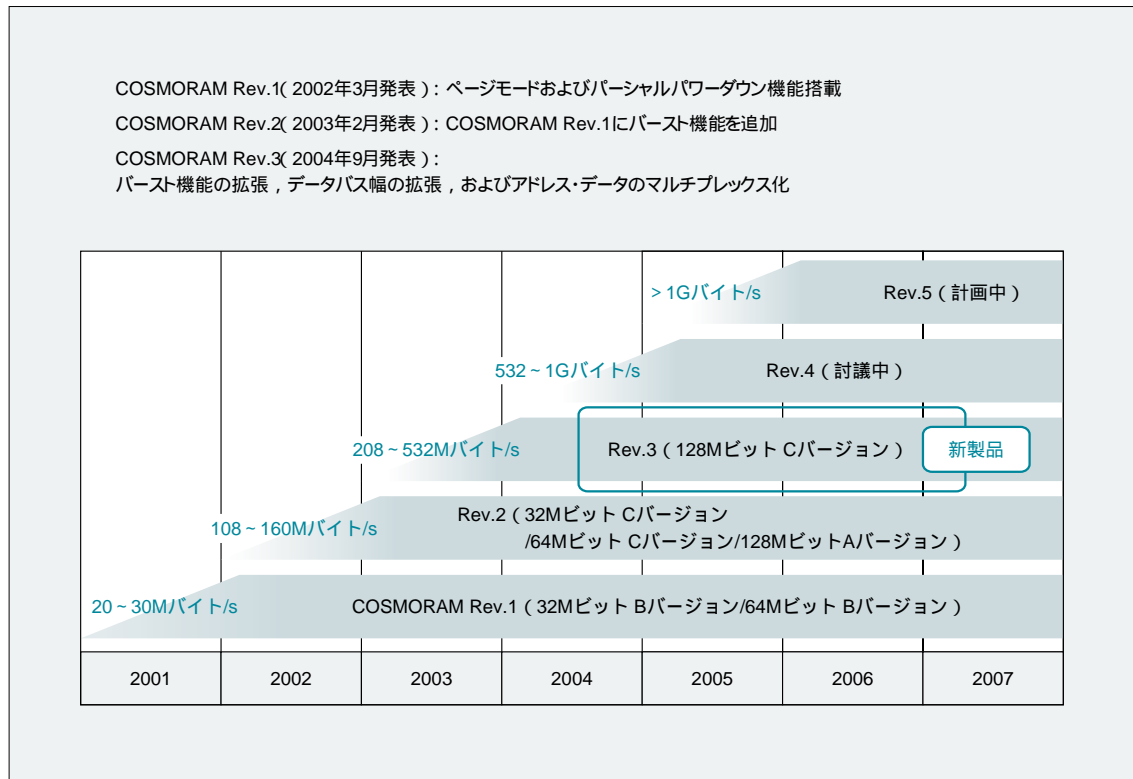 COSMORAM Rev.1(2002年3月発表):ページモードおよびパーシャルパワーダウン機能搭載
COSMORAM Rev.2(2003年2月発表):COSMORAM Rev.1にバースト機能を追加
COSMORAM Rev.3(2004年9月発表):
バースト機能の拡張,データバス幅の拡張,およびアドレス・データのマルチプレックス化
>1Gバイト/s
Rev.5(計画中)
532~1Gバイト/s
Rev.4(討議中)
208~532Mバイト/s
Rev.3(128Mビット Cバージョン)
新製品
108~160Mバイト/s
Rev.2(32Mビット Cバージョン
/64Mビット Cバージョン/128MビットAバージョン)
20~30Mバイト/s
COSMORAM Rev.1(32Mビット Bバージョン/64Mビット Bバージョン)
2001 2002 2003 2004 2005 2006 2007